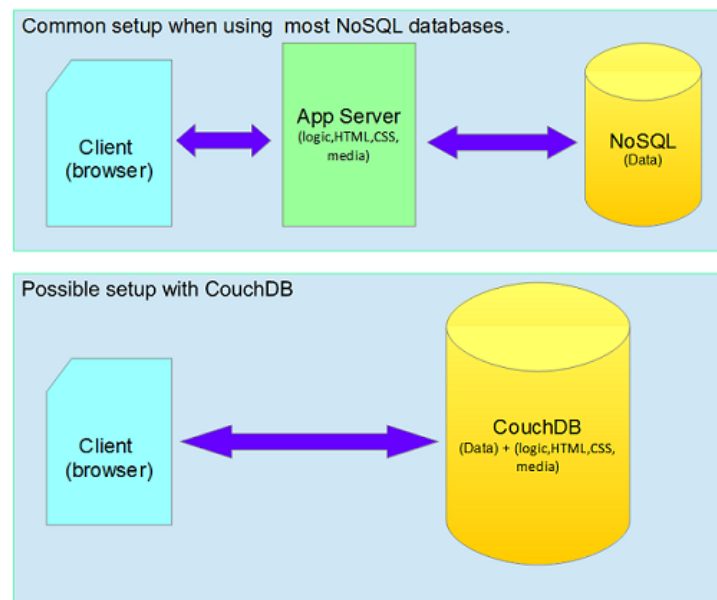 Common setup when using most NoSQL databases.
Client
(browser)
App Server
(logic,HTML,CSS,
media)
NoSQL
(Data)
Possible setup with CouchDB
Client
(browser)
CouchDB
(Data) + (logic,HTML,CSS,
media)